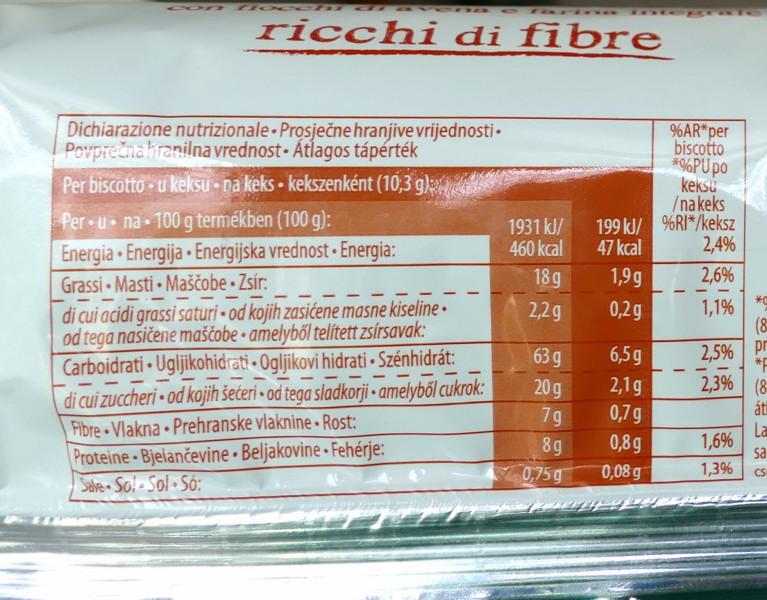 con fiocchi di avena e farina integrale
ricchi di fibre
Dichiarazione nutrizionale • Prosječne hranjive vrijednosti •
Povprečna hranilna vrednost • Átlagos tápérték
%AR*per
biscotto
*%PU po
keksu
/na keks
%RI*/keksz
Per biscotto • u keksu • na keks • kekszenként (10,3 g):
Per • u • na • 100 g termékben (100 g):
Energia • Energija • Energijska vrednost • Energia: 1931 kJ/ 460 kcal 199 kJ/ 47 kcal 2,4%
Grassi • Masti • Maščobe • Zsír: 18 g 1,9 g 2,6%
di cui acidi grassi saturi • od kojih zasićene masne kiseline •
od tega nasičene maščobe • amelyből telített zsírsavak: 2,2 g 0,2 g 1,1%
Carboidrati • Ugljikohidrati • Ogljikovi hidrati • Szénhidrát: 63 g 6,5 g 2,5%
di cui zuccheri • od kojih šećeri • od tega sladkorji • amelyből cukrok: 20 g 2,1 g 2,3%
Fibre • Vlakna • Prehranske vlaknine • Rost: 7 g 0,7 g
Proteine • Bjelančevine • Beljakovine • Fehérje: 8 g 0,8 g 1,6%
Sale • Sol • Sol • Só: 0,75 g 0,08 g 1,3%